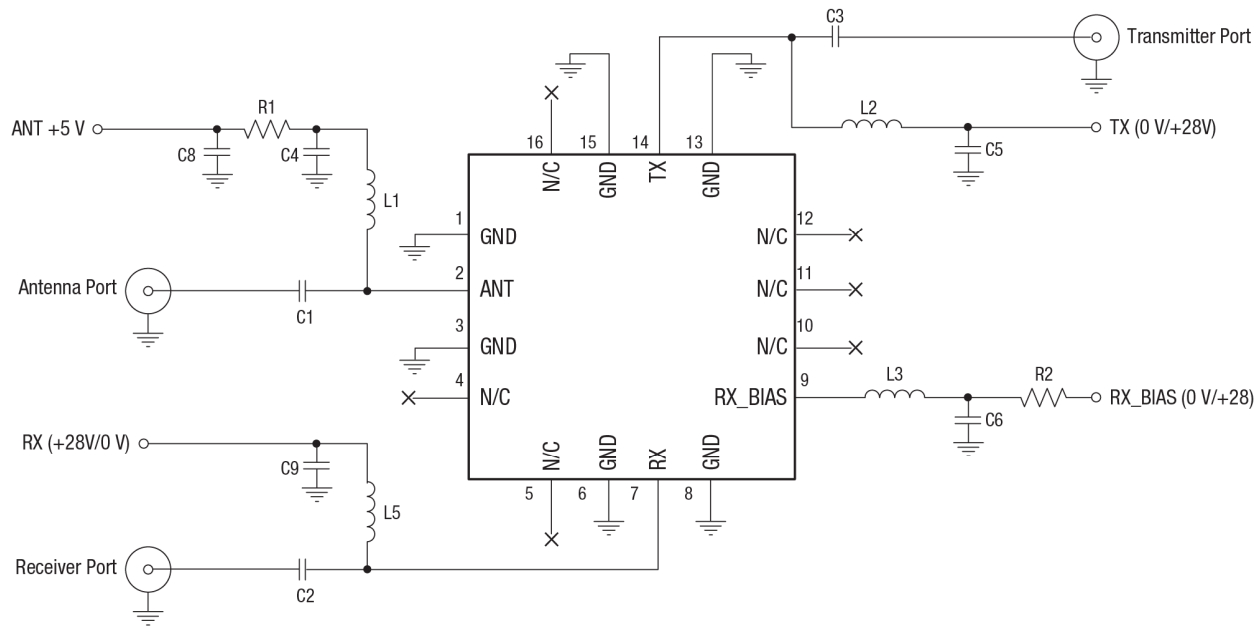 C3
Transmitter Port
ANT +5 V
R1
C8
C4
L1
L2
TX (0 V/+28V)
C5
16
15
14
13
N/C
GND
TX
GND
1
GND
12
N/C
Antenna Port
C1
2
ANT
11
N/C
3
GND
10
N/C
4
N/C
9
RX_BIAS
L3
R2
RX_BIAS (0 V/+28)
C6
RX (+28V/0 V)
C9
L5
N/C
GND
RX
GND
5
6
7
8
Receiver Port
C2